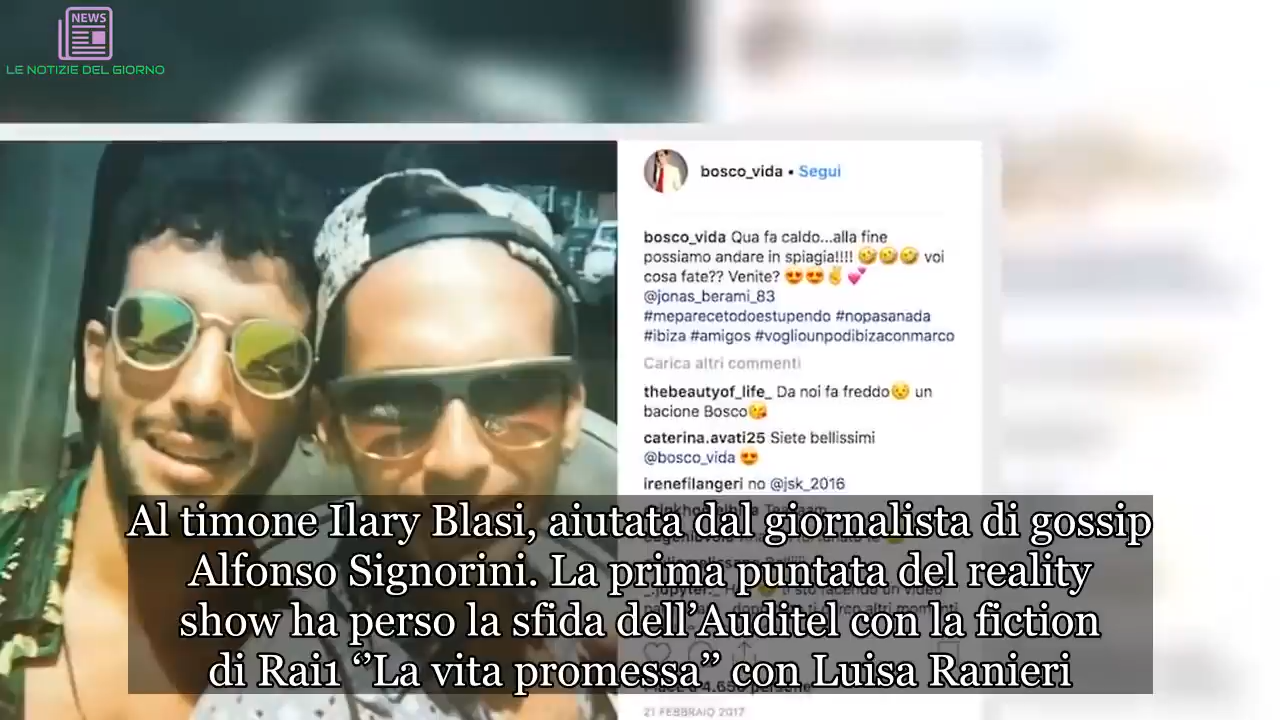 NEWS
LE NOTIZIE DEL GIORNO
bosco_vida • Segui
bosco_vida Qua fa caldo...alla fine
possiamo andare in spiagia!!!! 🤣🤣🤣 voi
cosa fate?? Venite? 😍😍✌️💕
@jonas_berami_83
#meparecetodoestupendo #nopasanada
#ibiza #amigos #vogliounpodibizaconmarco
Carica altri commenti
thebeautyof_life_ Da noi fa freddo😟 un
bacione Bosco😘
caterina.avati25 Siete bellissimi
@bosco_vida 😍
irenefilangeri no @jsk_2016
Al timone Ilary Blasi, aiutata dal giornalista di gossip
Alfonso Signorini. La prima puntata del reality
show ha perso la sfida dell’Auditel con la fiction
di Rai1 ‘’La vita promessa’’ con Luisa Ranieri
21 FEBBRAIO 2017